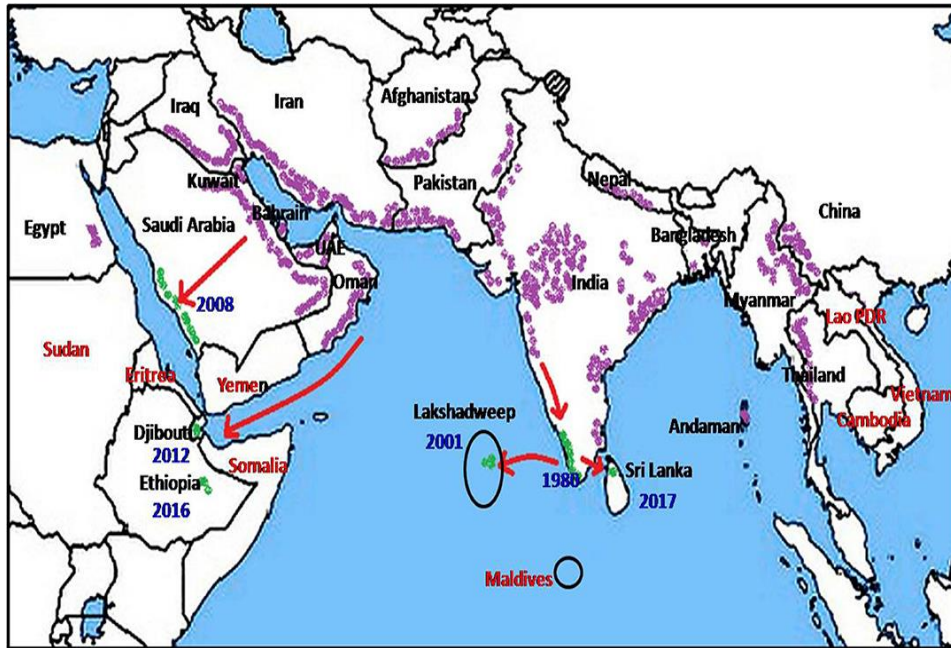 Iraq
Iran
Afghanistan
Kuwait
Pakistan
Nepal
China
Egypt
Saudi Arabia
Bahrain
UAE
Oman
India
Bangladesh
Myanmar
2008
Lao PDR
Sudan
Eritrea
Yemen
Thailand
Vietnam
Cambodia
Djibouti
2012
Somalia
Lakshadweep
2001
Andaman
Ethiopia
2016
1980
Sri Lanka
2017
Maldives